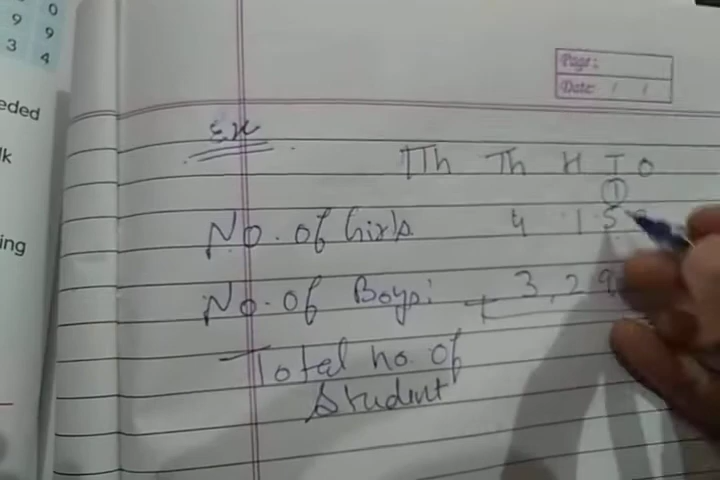 9 0
9 9
3 4
eded
lk
ing
Page:
Date: / /
Ex
TTh Th H T O
1
No. of Girls 4 1 5
No. of Boys: + 3, 2 9
Total no. of
Student